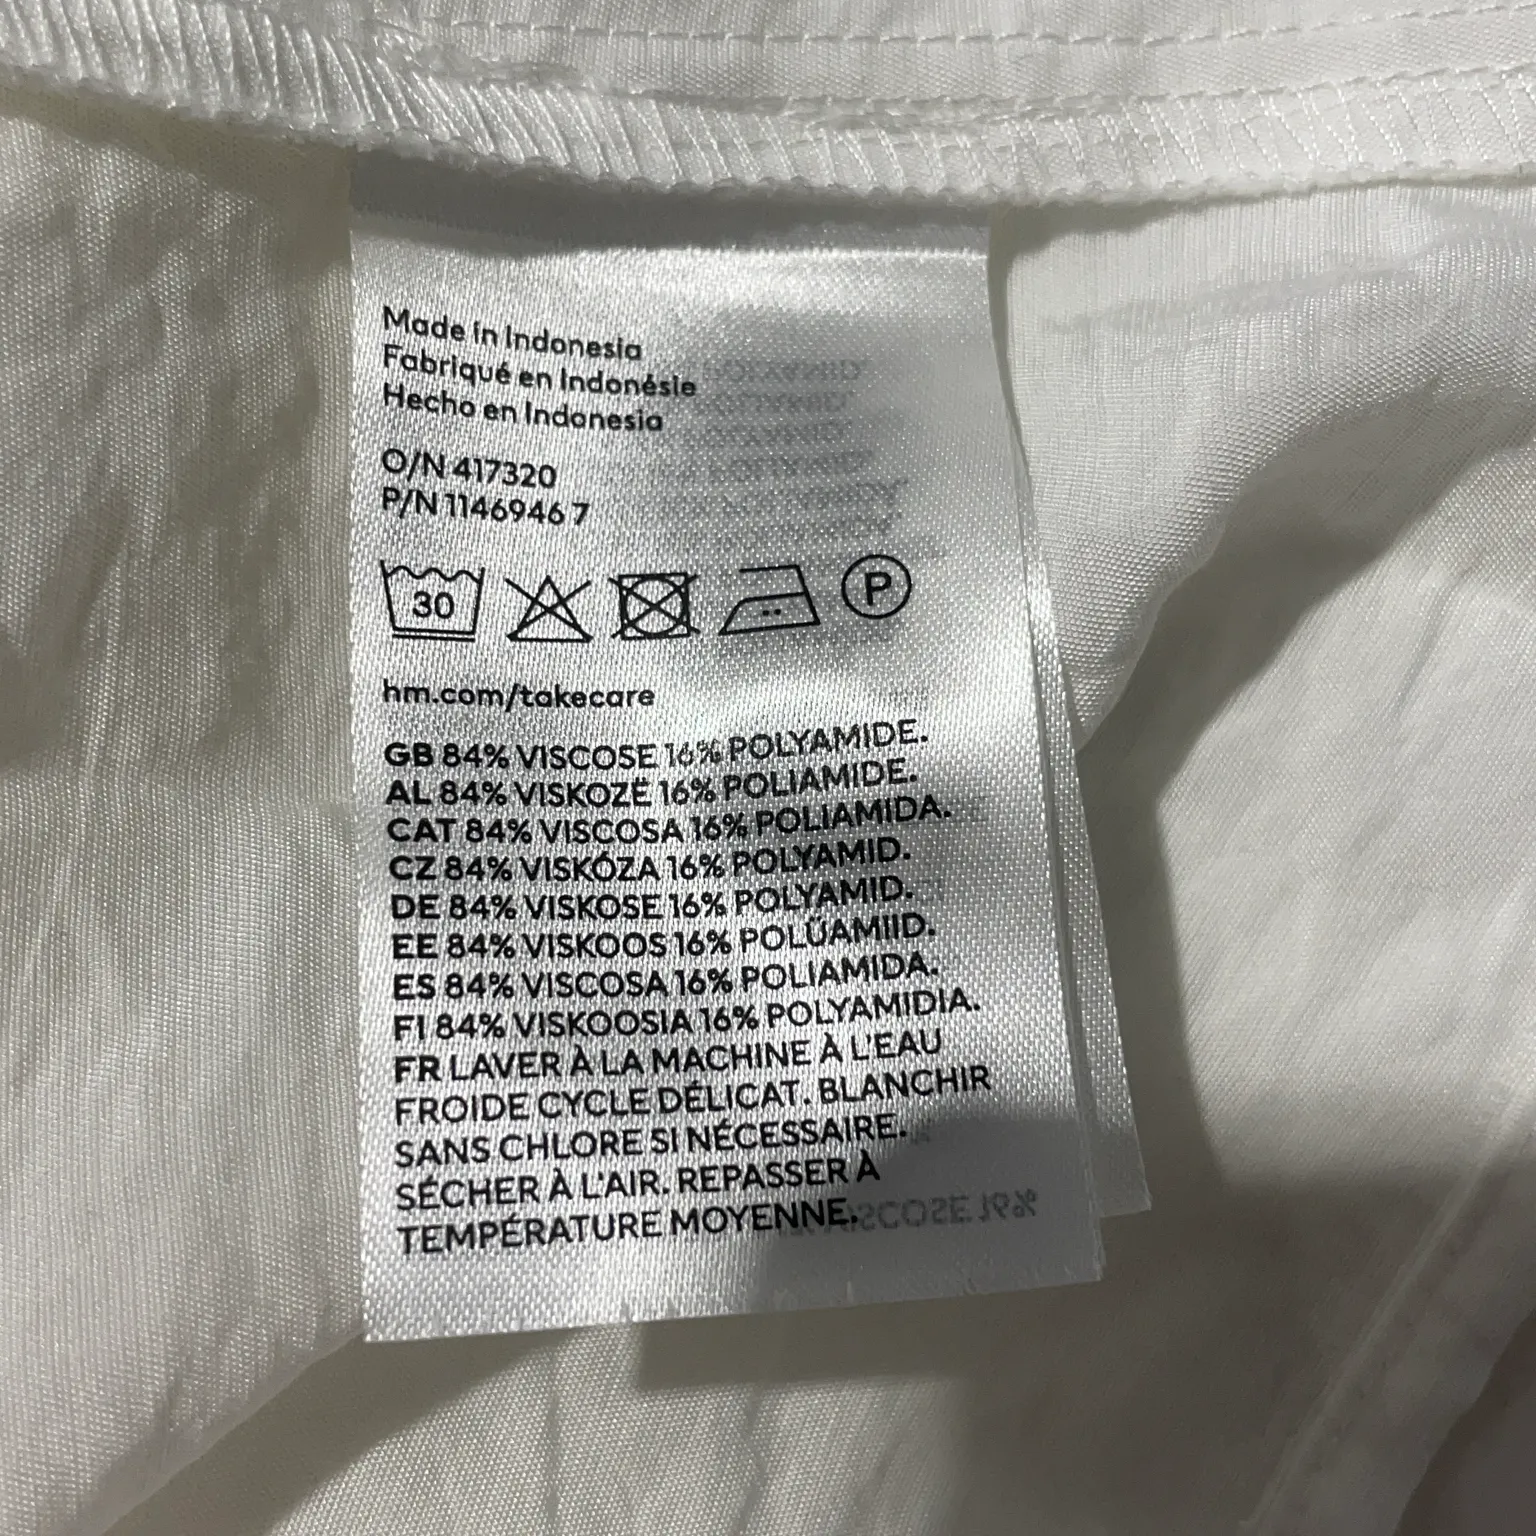 Made in Indonesia
Fabriqué en Indonésie
Hecho en Indonesia
O/N 417320
P/N 11469467
30
P
hm.com/takecare
GB 84% VISCOSE 16% POLYAMIDE.
AL 84% VISKOZË 16% POLIAMIDE.
CAT 84% VISCOSA 16% POLIAMIDA.
CZ 84% VISKÓZA 16% POLYAMID.
DE 84% VISKOSE 16% POLYAMID.
EE 84% VISKOOS 16% POLÜAMIID.
ES 84% VISCOSA 16% POLIAMIDA.
FI 84% VISKOOSIA 16% POLYAMIDIA.
FR LAVER À LA MACHINE À L'EAU
FROIDE CYCLE DÉLICAT. BLANCHIR
SANS CHLORE SI NÉCESSAIRE.
SÉCHER À L'AIR. REPASSER À
TEMPÉRATURE MOYENNE.